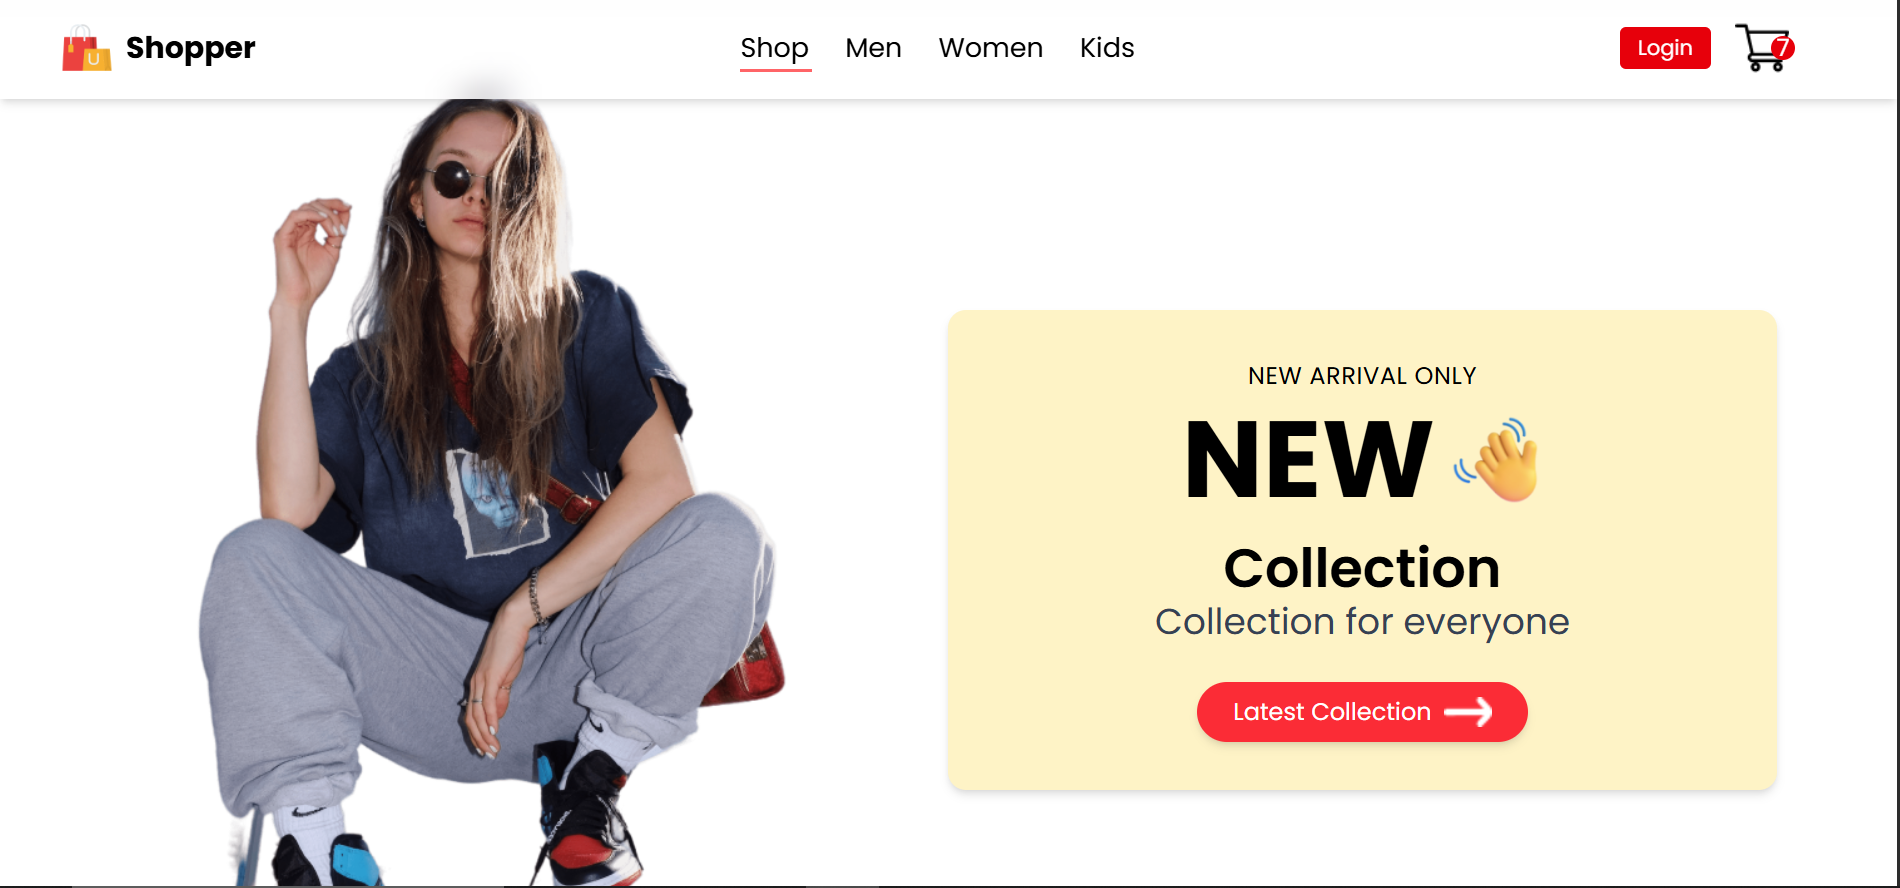 Shopper
Shop Men Women Kids
Login
7
NEW ARRIVAL ONLY
NEW 👋
Collection
Collection for everyone
Latest Collection →